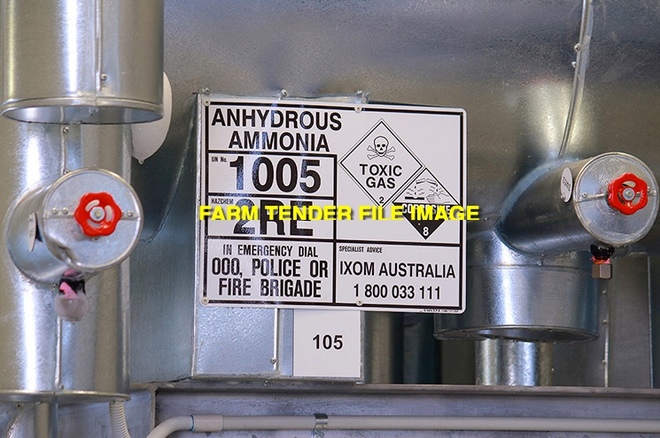 ANHYDROUS
AMMONIA
UN No.
1005
HAZCHEM
2RE
IN EMERGENCY DIAL
000, POLICE OR
FIRE BRIGADE
TOXIC
GAS
2
8
SPECIALIST ADVICE
IXOM AUSTRALIA
1 800 033 111
FARM TENDER FILE IMAGE
105